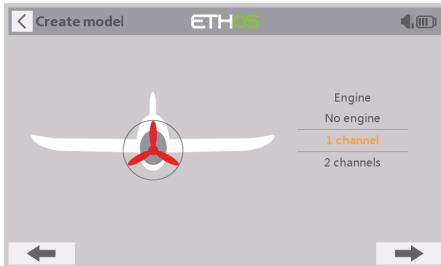 Create model
ETHOS
Engine
No engine
1 channel
2 channels